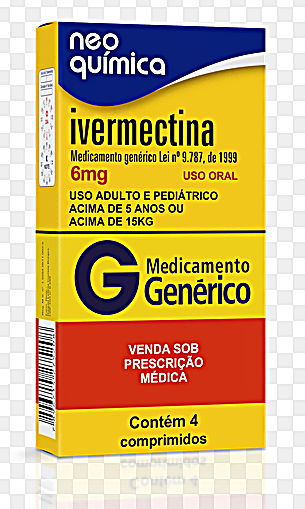 neo
química
ivermectina
Medicamento genérico Lei nº 9.787, de 1999
6mg
USO ORAL
USO ADULTO E PEDIÁTRICO
ACIMA DE 5 ANOS OU
ACIMA DE 15KG
G Medicamento
Genérico
VENDA SOB
PRESCRIÇÃO
MÉDICA
Contém 4
comprimidos